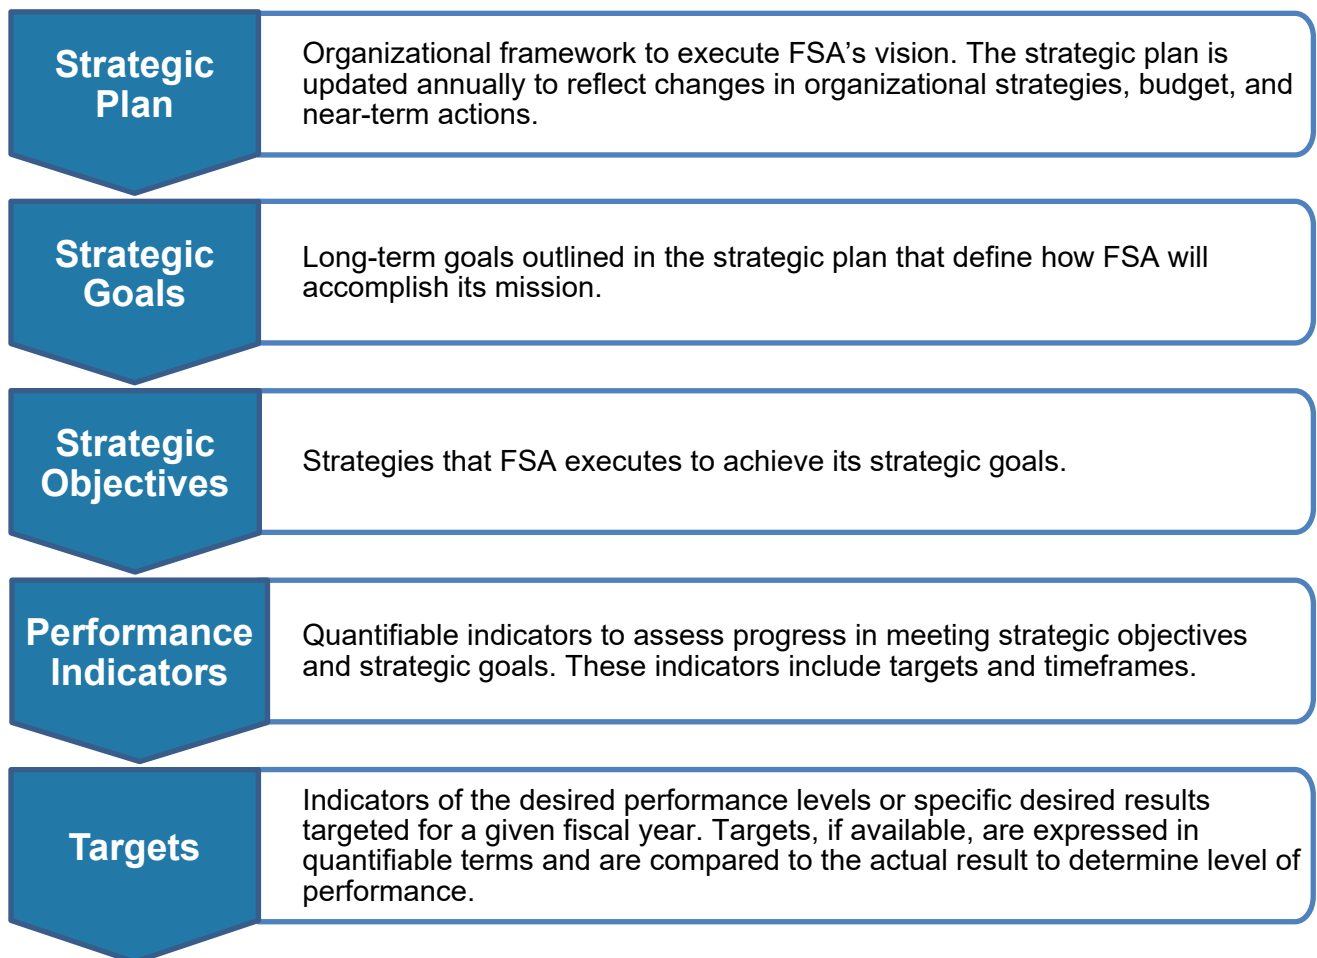 Strategic
Plan
Organizational framework to execute FSA’s vision. The strategic plan is
updated annually to reflect changes in organizational strategies, budget, and
near-term actions.
Strategic
Goals
Long-term goals outlined in the strategic plan that define how FSA will
accomplish its mission.
Strategic
Objectives
Strategies that FSA executes to achieve its strategic goals.
Performance
Indicators
Quantifiable indicators to assess progress in meeting strategic objectives
and strategic goals. These indicators include targets and timeframes.
Targets
Indicators of the desired performance levels or specific desired results
targeted for a given fiscal year. Targets, if available, are expressed in
quantifiable terms and are compared to the actual result to determine level of
performance.